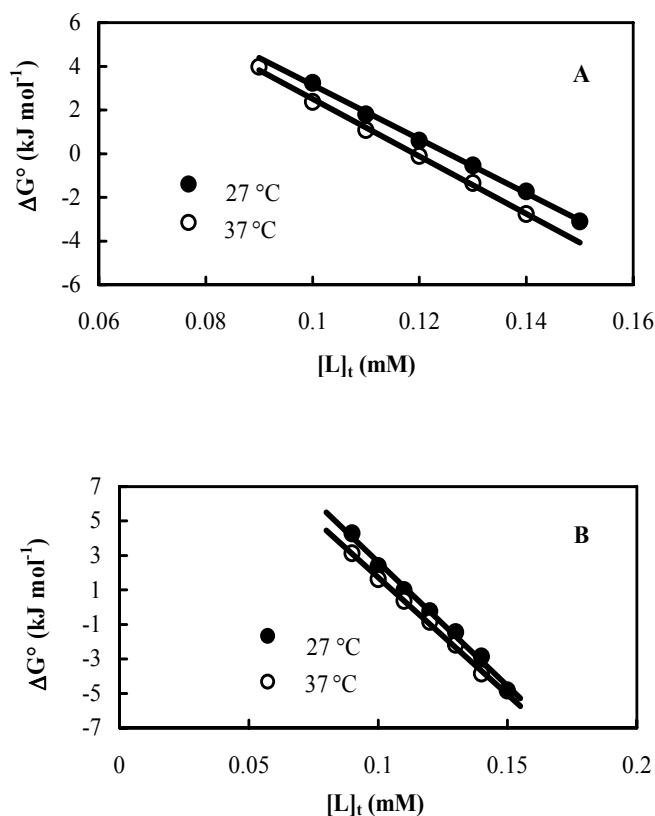 6
4
2
0
-2
-4
-6
ΔG° (kJ mol⁻¹)
A
27 °C
37 °C
0.06 0.08 0.1 0.12 0.14 0.16
[L]t (mM)
7
5
3
1
-1
-3
-5
-7
ΔG° (kJ mol⁻¹)
B
27 °C
37 °C
0 0.05 0.1 0.15 0.2
[L]t (mM)